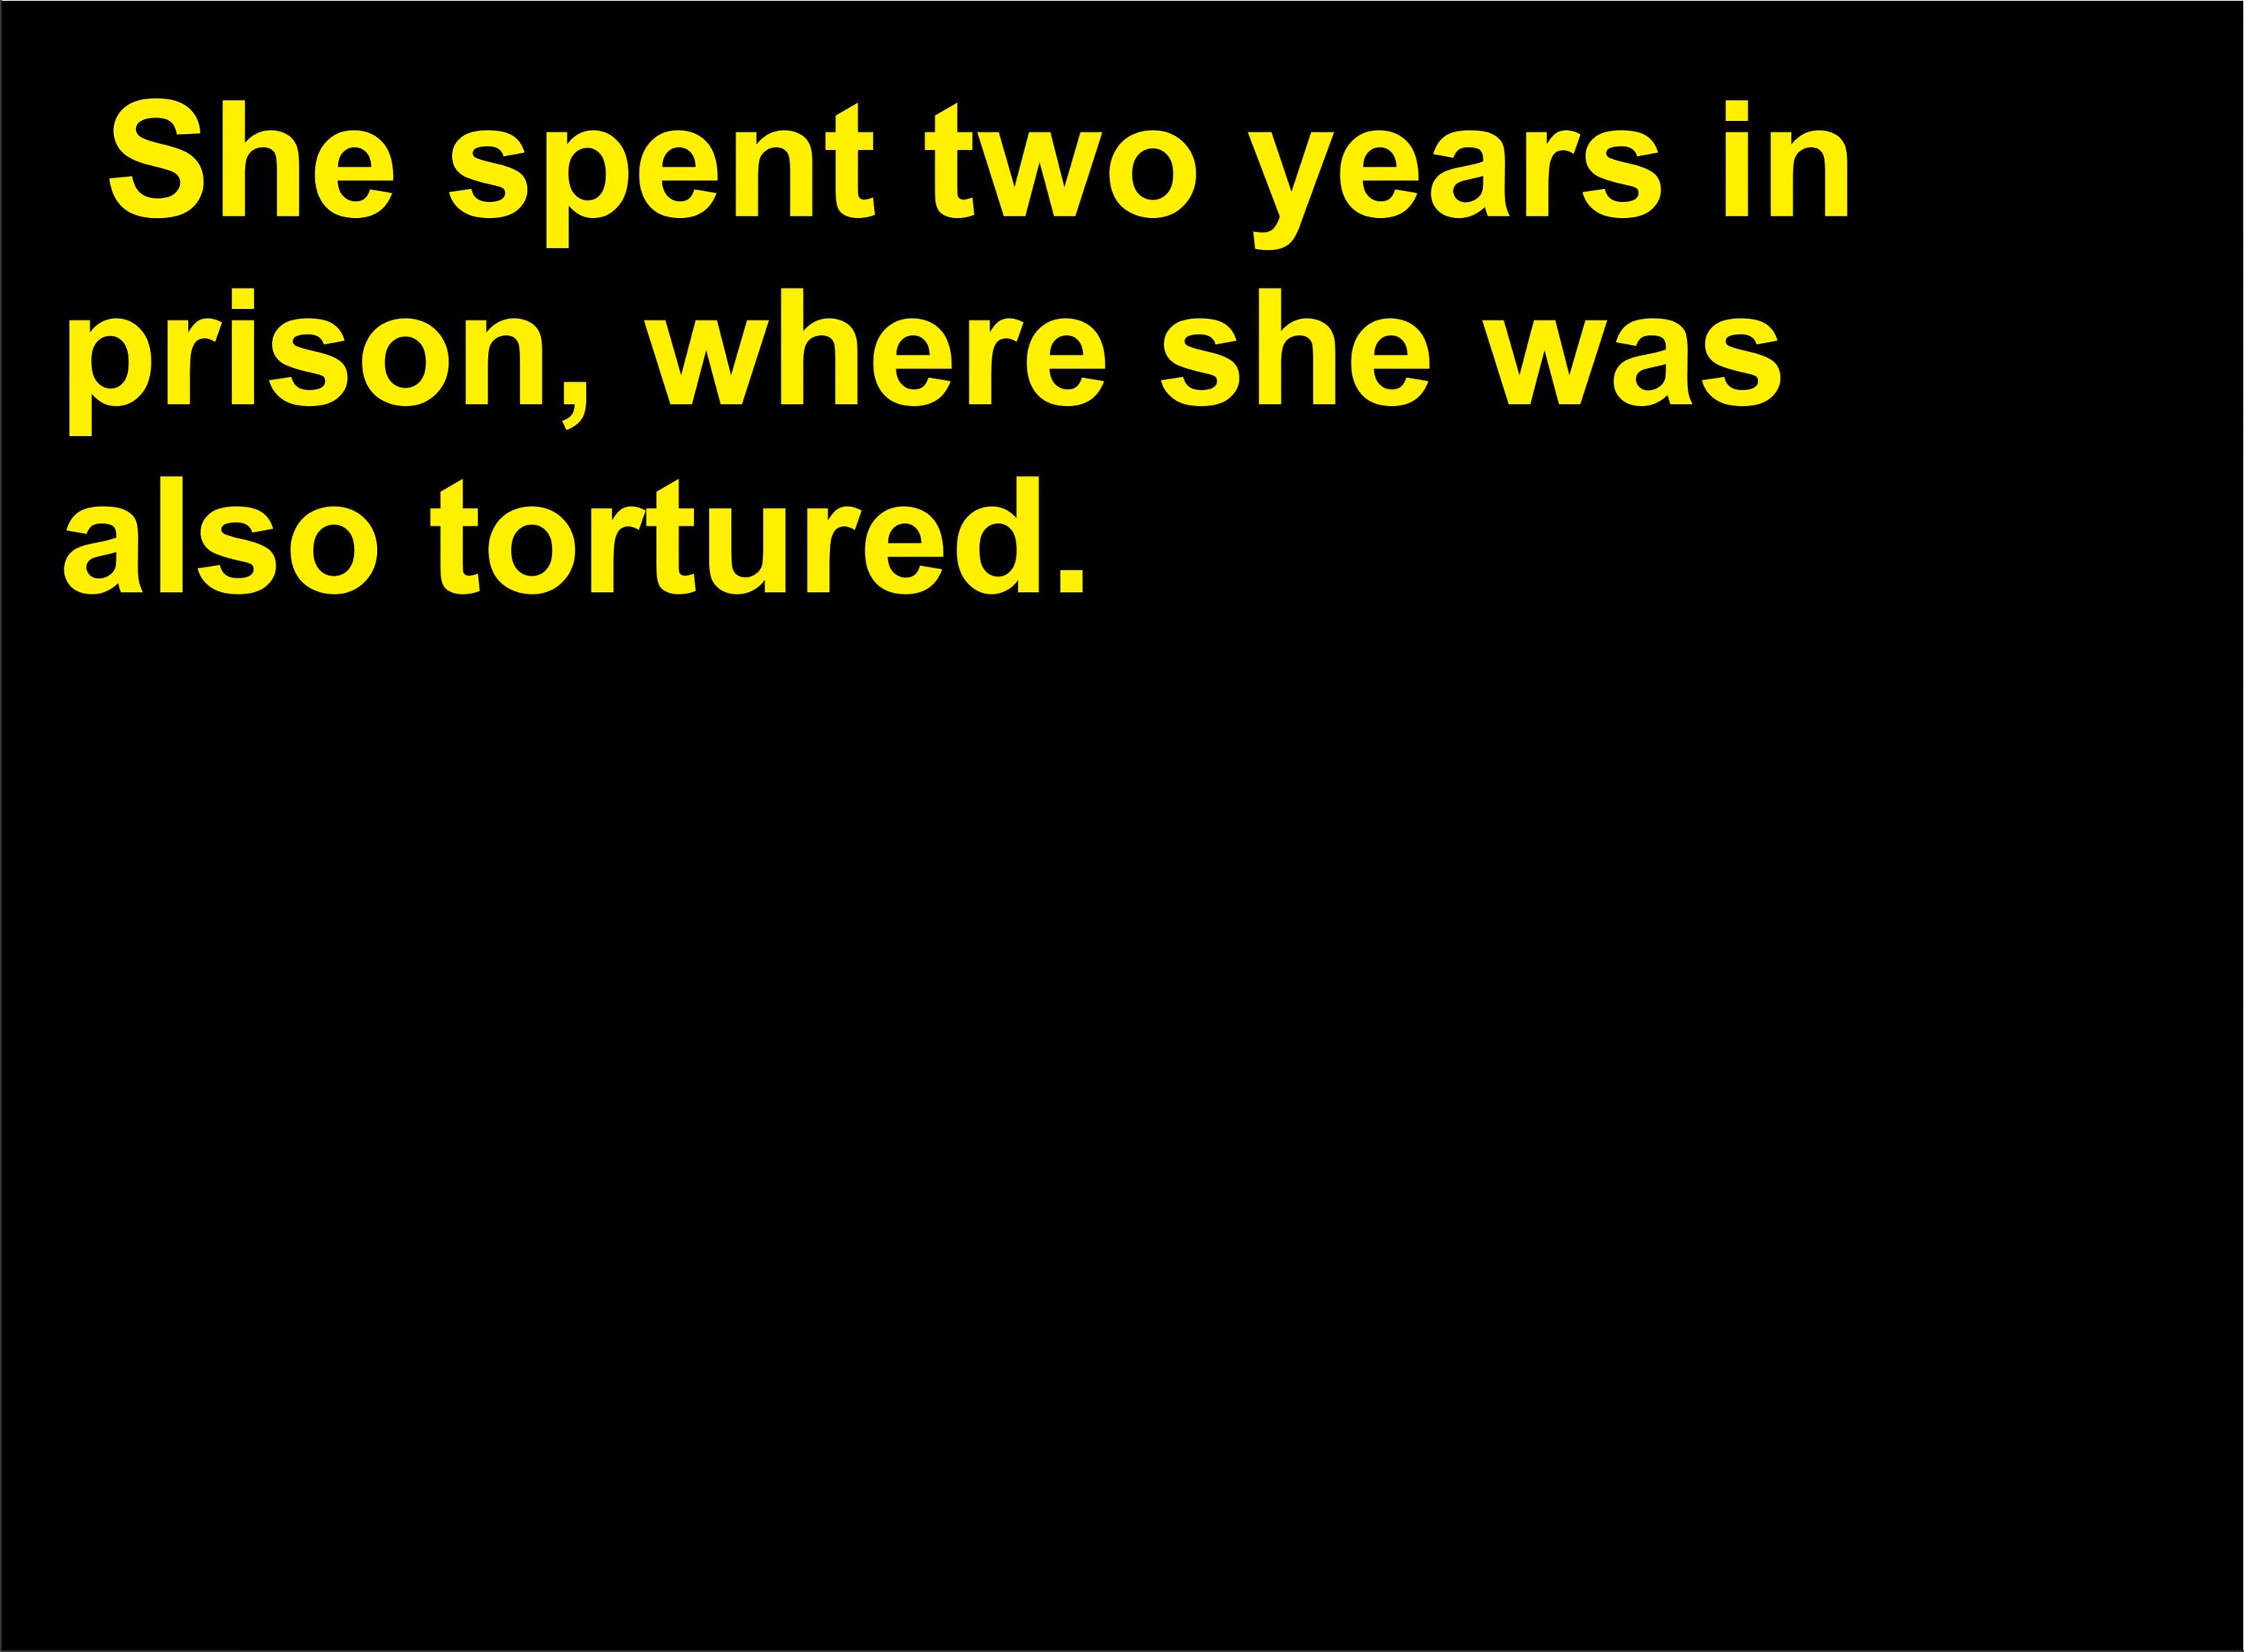 She spent two years in
prison, where she was
also tortured.